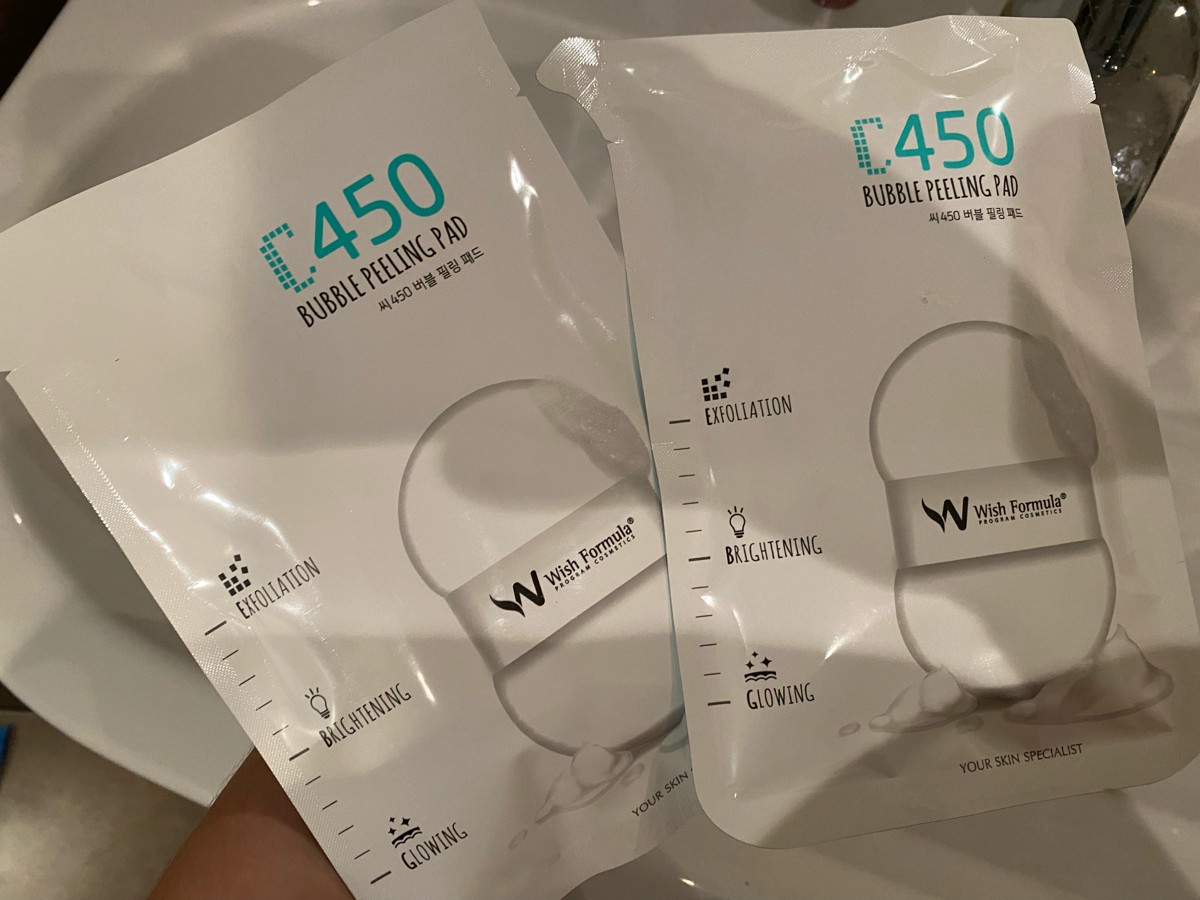 C450
BUBBLE PEELING PAD
씨450 버블 필링 패드
EXFOLIATION
BRIGHTENING
GLOWING
W Wish Formula®
PROGRAM COSMETICS
YOUR SKIN
C450
BUBBLE PEELING PAD
씨450 버블 필링 패드
EXFOLIATION
BRIGHTENING
GLOWING
W Wish Formula®
PROGRAM COSMETICS
YOUR SKIN SPECIALIST